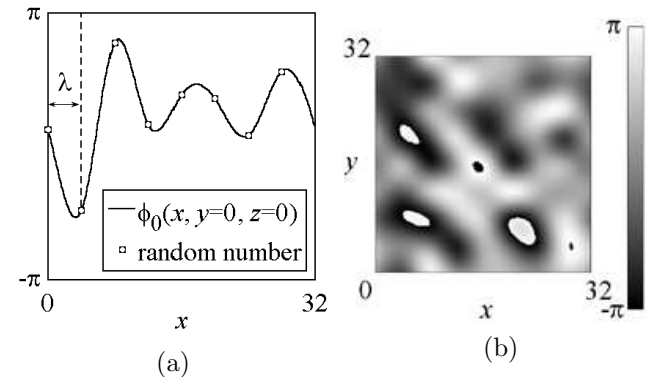 π
λ
ϕ₀(x, y=0, z=0)
random number
-π
0
32
x
(a)
π
32
y
0
32
-π
x
(b)